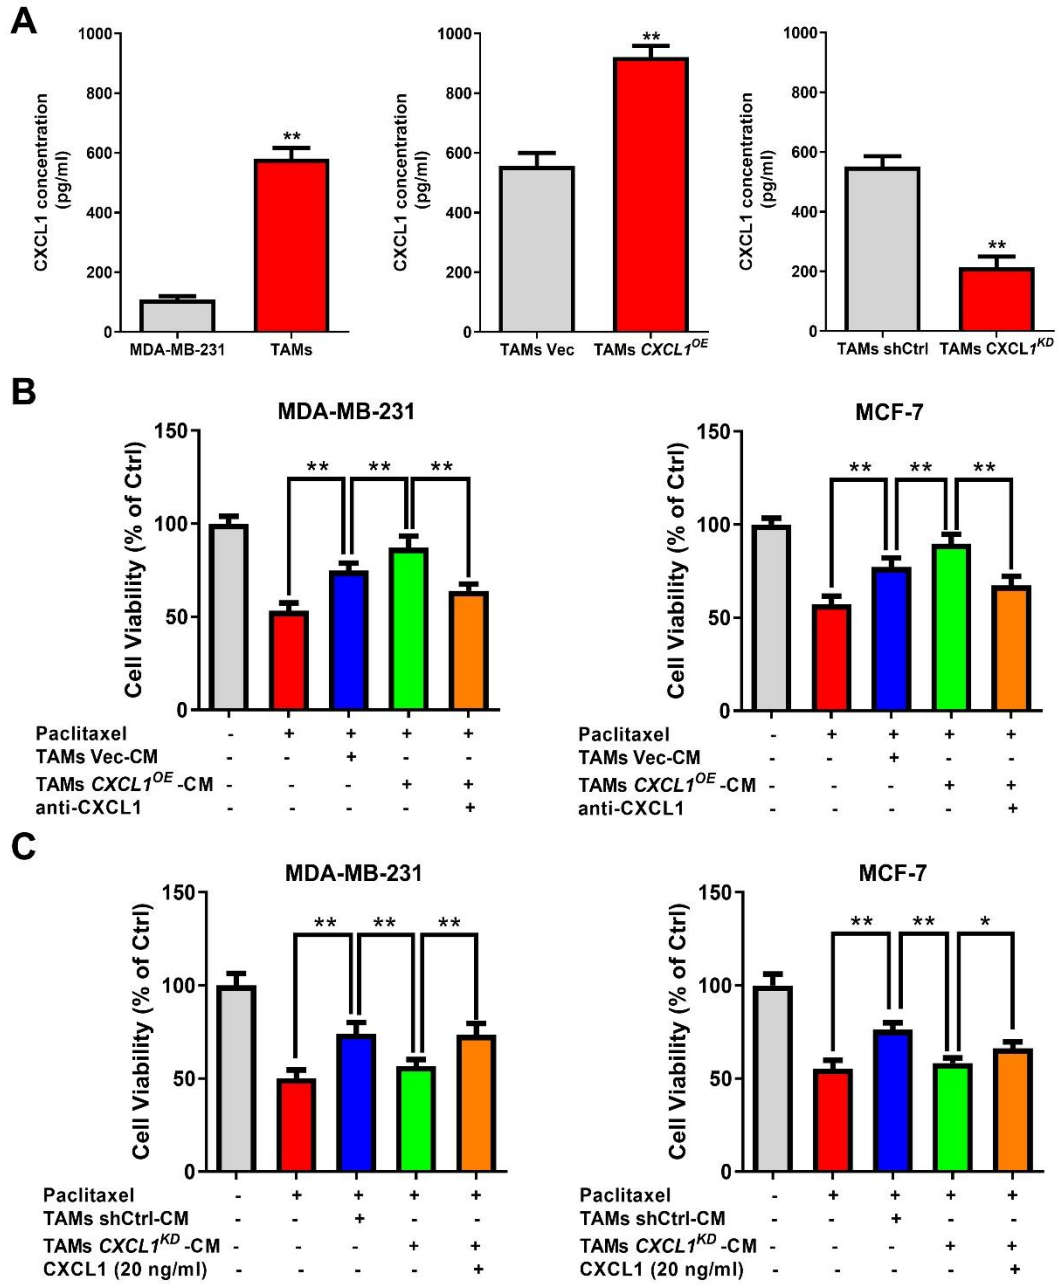 A
CXCL1 concentration
(pg/ml)
1000
800
600
400
200
0
**
MDA-MB-231 TAMs
CXCL1 concentration
(pg/ml)
1000
800
600
400
200
0
**
TAMs Vec TAMs CXCL1OE
CXCL1 concentration
(pg/ml)
1000
800
600
400
200
0
**
TAMs shCtrl TAMs CXCL1KD
B
MDA-MB-231
Cell Viability (% of Ctrl)
150
100
50
0
** ** **
Paclitaxel - + + + +
TAMs Vec-CM - - + - -
TAMs CXCL1OE -CM - - - + +
anti-CXCL1 - - - - +
MCF-7
Cell Viability (% of Ctrl)
150
100
50
0
** ** **
Paclitaxel - + + + +
TAMs Vec-CM - - + - -
TAMs CXCL1OE -CM - - - + +
anti-CXCL1 - - - - +
C
MDA-MB-231
Cell Viability (% of Ctrl)
150
100
50
0
** ** **
Paclitaxel - + + + +
TAMs shCtrl-CM - - + - -
TAMs CXCL1KD -CM - - - + +
CXCL1 (20 ng/ml) - - - - +
MCF-7
Cell Viability (% of Ctrl)
150
100
50
0
** ** *
Paclitaxel - + + + +
TAMs shCtrl-CM - - + - -
TAMs CXCL1KD -CM - - - + +
CXCL1 (20 ng/ml) - - - - +